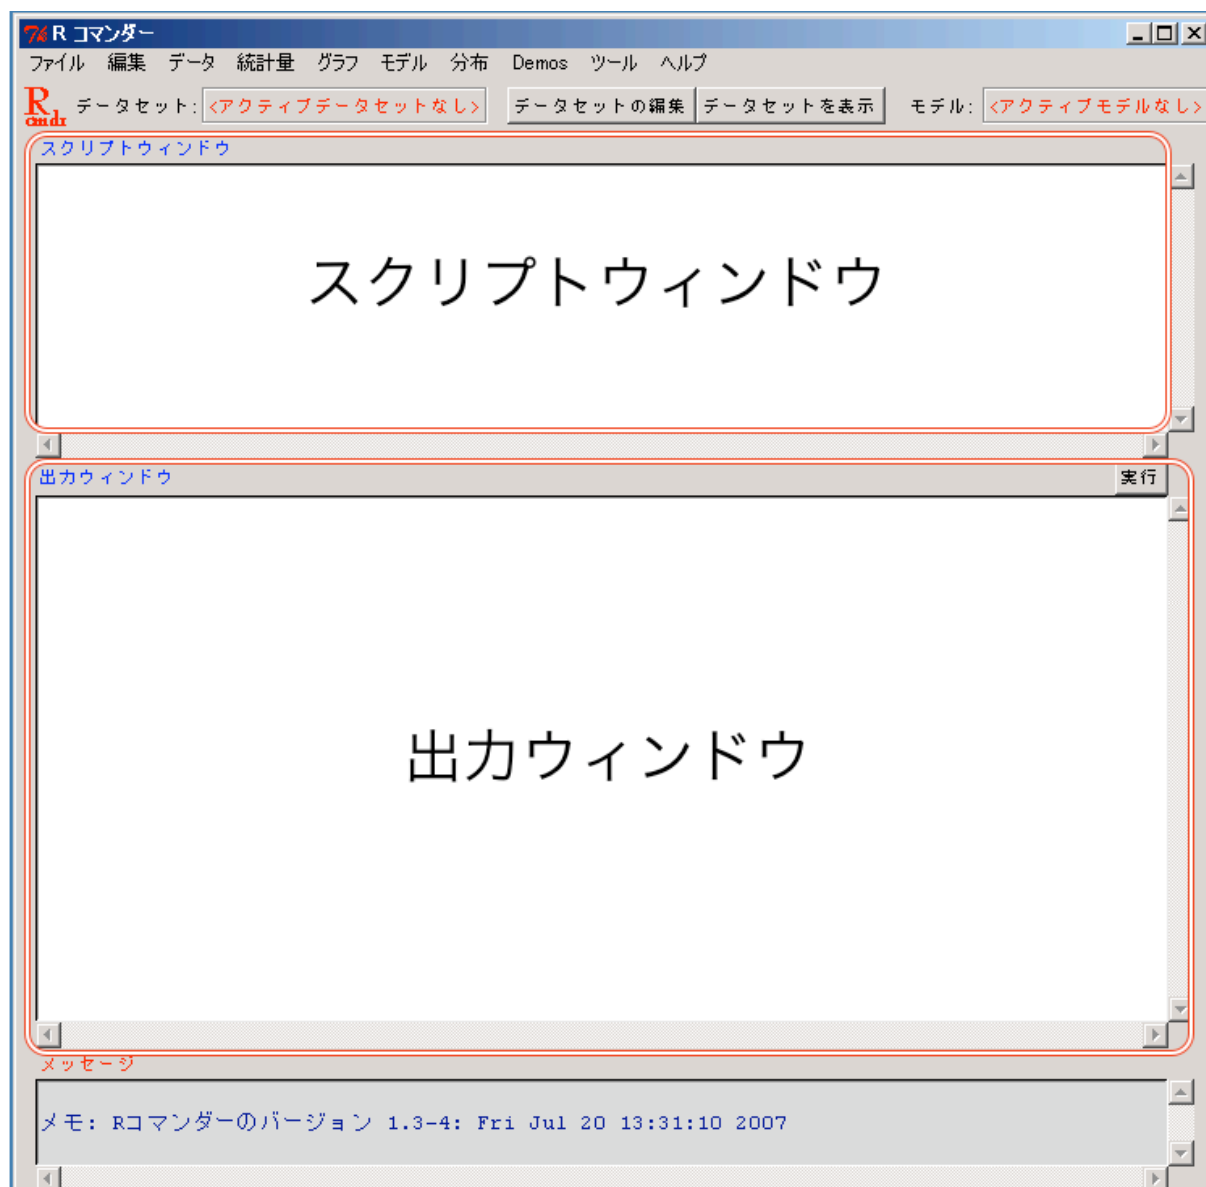 R コマンダー
ファイル 編集 データ 統計量 グラフ モデル 分布 Demos ツール ヘルプ
R cmdr データセット: <アクティブデータセットなし> データセットの編集 データセットを表示 モデル: <アクティブモデルなし>
スクリプトウィンドウ
スクリプトウィンドウ
出力ウィンドウ 実行
出力ウィンドウ
メッセージ
メモ: Rコマンダーのバージョン 1.3-4: Fri Jul 20 13:31:10 2007